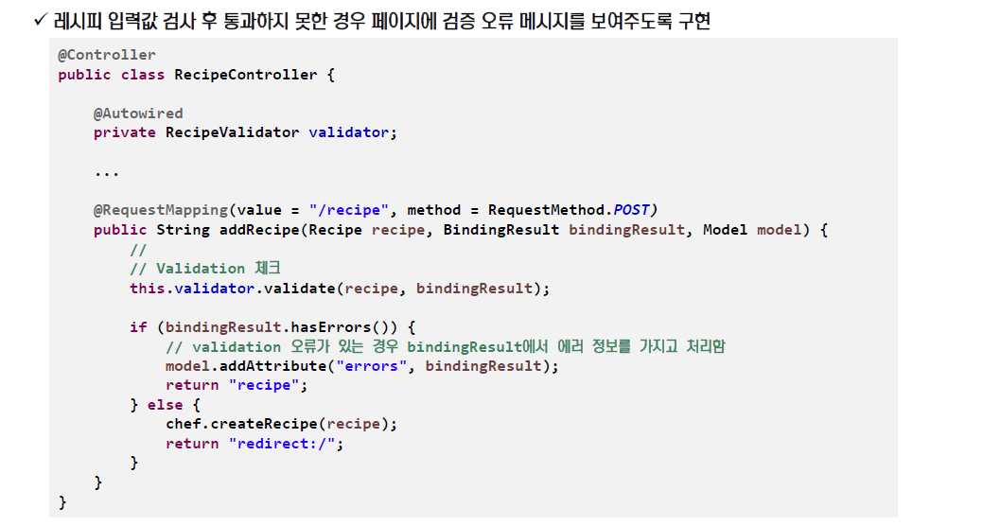 ✓ 레시피 입력값 검사 후 통과하지 못한 경우 페이지에 검증 오류 메시지를 보여주도록 구현
@Controller
public class RecipeController {
@Autowired
private RecipeValidator validator;
...
@RequestMapping(value = "/recipe", method = RequestMethod.POST)
public String addRecipe(Recipe recipe, BindingResult bindingResult, Model model) {
//
// Validation 체크
this.validator.validate(recipe, bindingResult);
if (bindingResult.hasErrors()) {
// validation 오류가 있는 경우 bindingResult에서 에러 정보를 가지고 처리함
model.addAttribute("errors", bindingResult);
return "recipe";
} else {
chef.createRecipe(recipe);
return "redirect:/";
}
}
}